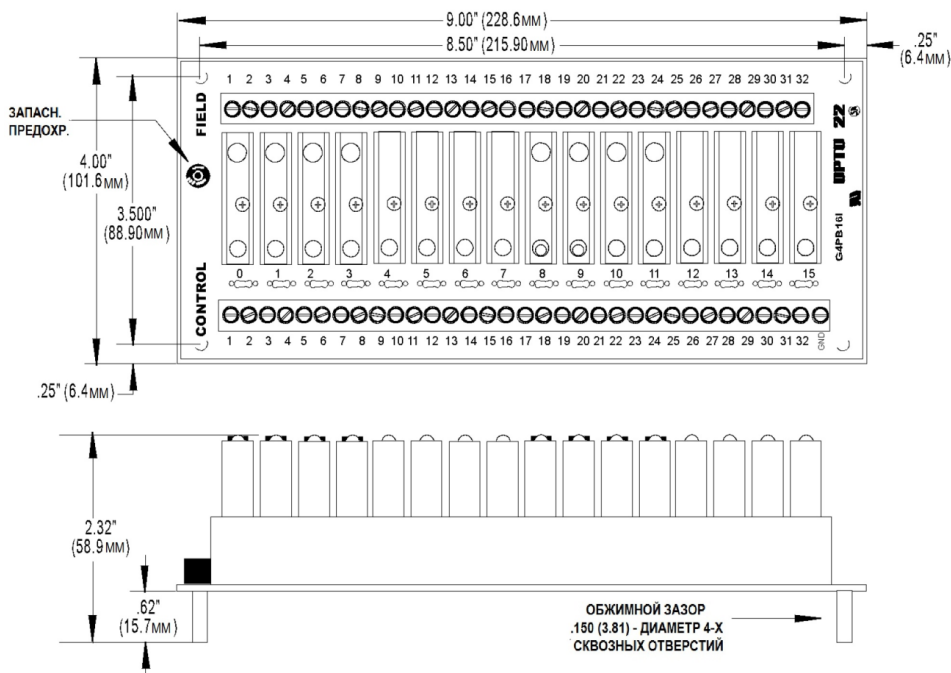 9.00" (228.6мм)
8.50" (215.90мм)
.25"
(6.4мм)
1 2 3 4 5 6 7 8 9 10 11 12 13 14 15 16 17 18 19 20 21 22 23 24 25 26 27 28 29 30 31 32
ЗАПАСН.
ПРЕДОХР.
FIELD
OPTO 22
4.00"
(101.6мм)
3.500"
(88.90мм)
G4PB16I
CONTROL
0 1 2 3 4 5 6 7 8 9 10 11 12 13 14 15
1 2 3 4 5 6 7 8 9 10 11 12 13 14 15 16 17 18 19 20 21 22 23 24 25 26 27 28 29 30 31 32 GND
.25" (6.4мм)
2.32"
(58.9мм)
.62"
(15.7мм)
ОБЖИМНОЙ ЗАЗОР
.150 (3.81) - ДИАМЕТР 4-Х
СКВОЗНЫХ ОТВЕРСТИЙ